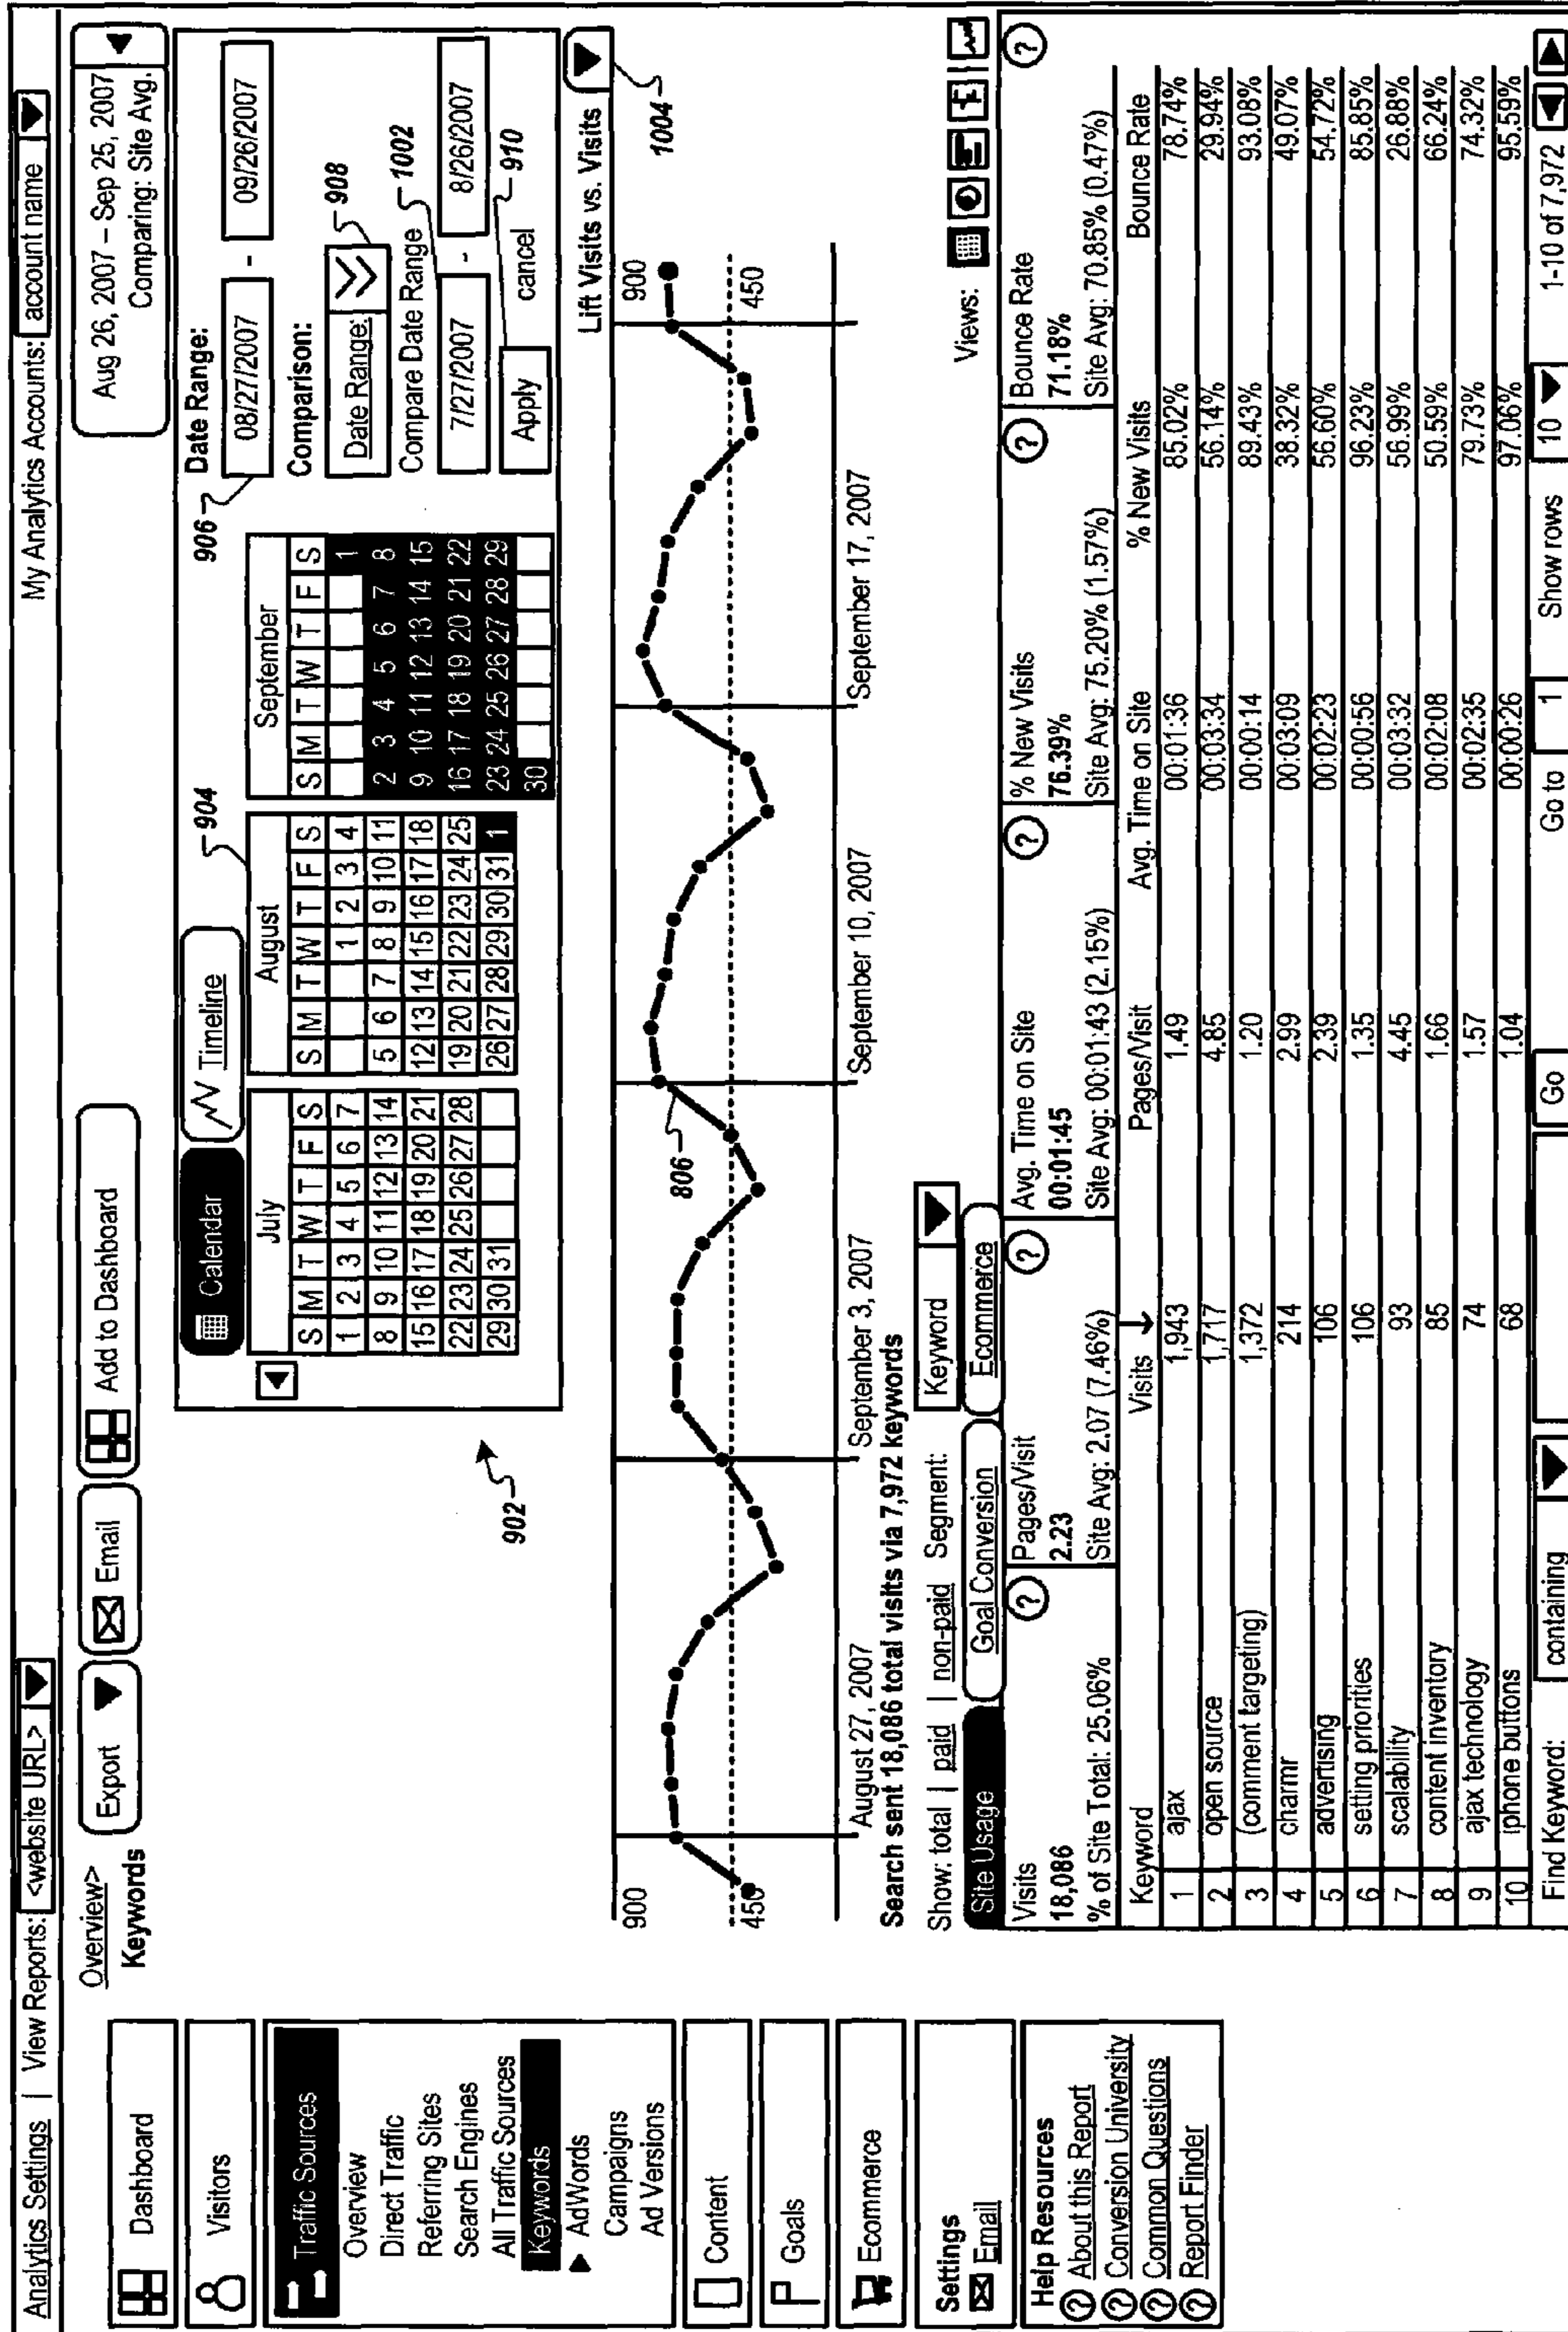 Analytics Settings | View Reports: <website URL> My Analytics Accounts: account name
Dashboard
Visitors
Traffic Sources
Overview
Direct Traffic
Referring Sites
Search Engines
All Traffic Sources
Keywords
AdWords
Campaigns
Ad Versions
Content
Goals
Ecommerce
Settings
Email
Help Resources
? About this Report
? Conversion University
? Common Questions
? Report Finder
Overview>
Export Email Add to Dashboard
Keywords
Aug 26, 2007 – Sep 25, 2007
Comparing: Site Avg.
902
Calendar Timeline
904
July
S M T W T F S
1 2 3 4 5 6 7
8 9 10 11 12 13 14
15 16 17 18 19 20 21
22 23 24 25 26 27 28
29 30 31
August
S M T W T F S
1 2 3 4
5 6 7 8 9 10 11
12 13 14 15 16 17 18
19 20 21 22 23 24 25
26 27 28 29 30 31 1
September
S M T W T F S
1
2 3 4 5 6 7 8
9 10 11 12 13 14 15
16 17 18 19 20 21 22
23 24 25 26 27 28 29
30
906
Date Range:
08/27/2007 - 09/26/2007
Comparison:
Date Range: 908
Compare Date Range 1002
7/27/2007 - 8/26/2007
Apply cancel 910
Lift Visits vs. Visits
1004
900 900
450 450
806
August 27, 2007 September 3, 2007 September 10, 2007 September 17, 2007
Search sent 18,086 total visits via 7,972 keywords
Show: total | paid | non-paid Segment: Keyword
Views:
Site Usage Goal Conversion Ecommerce
Visits ? Pages/Visit ? Avg. Time on Site ? % New Visits ? Bounce Rate ?
18,086 2.23 00:01:45 76.39% 71.18%
% of Site Total: 25.06% Site Avg: 2.07 (7.46%) Site Avg: 00:01:43 (2.15%) Site Avg: 75.20% (1.57%) Site Avg: 70.85% (0.47%)
Keyword Visits Pages/Visit Avg. Time on Site % New Visits Bounce Rate
1 ajax 1,943 1.49 00:01:36 85.02% 78.74%
2 open source 1,717 4.85 00:03:34 56.14% 29.94%
3 (comment targeting) 1,372 1.20 00:00:14 89.43% 93.08%
4 charmr 214 2.99 00:03:09 38.32% 49.07%
5 advertising 106 2.39 00:02:23 56.60% 54.72%
6 setting priorities 106 1.35 00:00:56 96.23% 85.85%
7 scalability 93 4.45 00:03:32 56.99% 26.88%
8 content inventory 85 1.66 00:02:08 50.59% 66.24%
9 ajax technology 74 1.57 00:02:35 79.73% 74.32%
10 iphone buttons 68 1.04 00:00:26 97.06% 95.59%
Find Keyword: containing Go Go to 1 Show rows 10 1-10 of 7,972